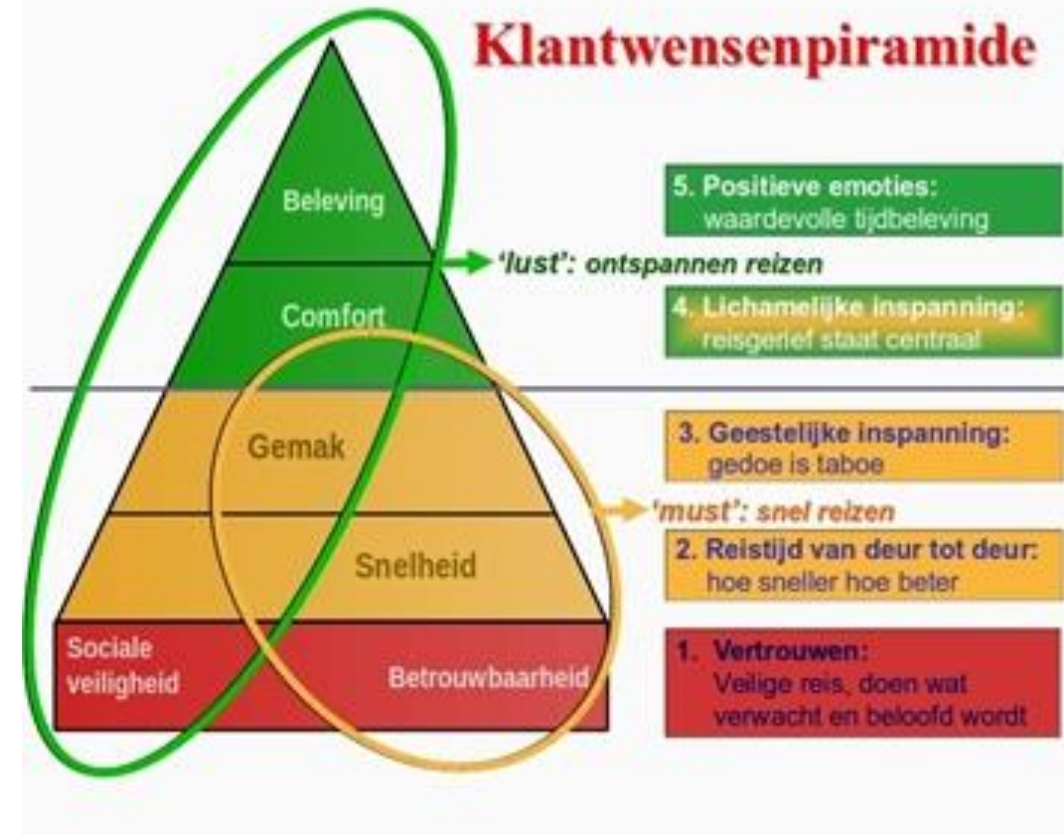 Klantwensenpiramide
Beleving
Comfort
Gemak
Snelheid
Sociale
veiligheid
Betrouwbaarheid
5. Positieve emoties:
waardevolle tijdbeleving
‘lust’: ontspannen reizen
4. Lichamelijke inspanning:
reisgerief staat centraal
3. Geestelijke inspanning:
gedoe is taboe
‘must’: snel reizen
2. Reistijd van deur tot deur:
hoe sneller hoe beter
1. Vertrouwen:
Veilige reis, doen wat
verwacht en beloofd wordt